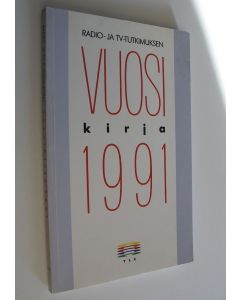 RADIO- JA TV-TUTKIMUKSEN
VUOSI
kirja
1991
YLE